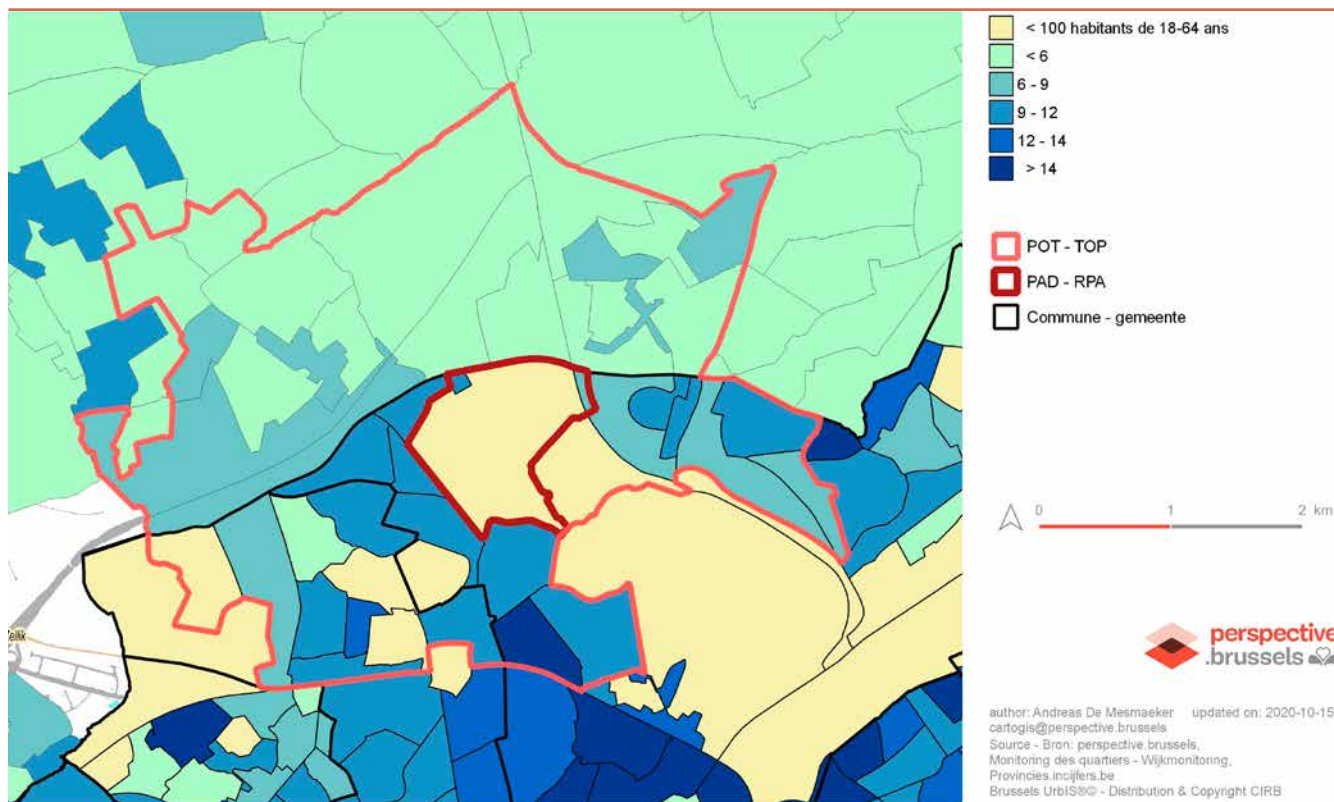 < 100 habitants de 18-64 ans
< 6
6 - 9
9 - 12
12 - 14
> 14
POT - TOP
PAD - RPA
Commune - gemeente
0 1 2 km
perspective
.brussels
author: Andreas De Mesmaeker updated on: 2020-10-15
cartogis@perspective.brussels
Source - Bron: perspective.brussels,
Monitoring des quartiers - Wijkmonitoring,
Provincies.incijfers.be
Brussels UrbIS®© - Distribution & Copyright CIRB